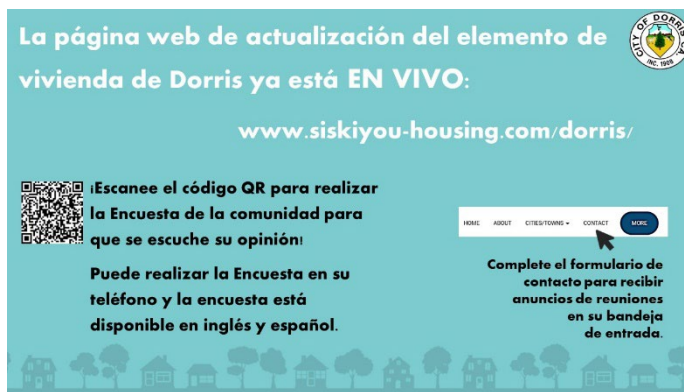 La página web de actualización del elemento de
vivienda de Dorris ya está EN VIVO:
www.siskiyou-housing.com/dorris/
CITY OF DORRIS CA.
INC. 1908
¡Escanee el código QR para realizar
la Encuesta de la comunidad para
que se escuche su opinión!
Puede realizar la Encuesta en su
teléfono y la encuesta está
disponible en inglés y español.
HOME ABOUT CITIES/TOWNS CONTACT MORE
Complete el formulario de
contacto para recibir
anuncios de reuniones
en su bandeja
de entrada.